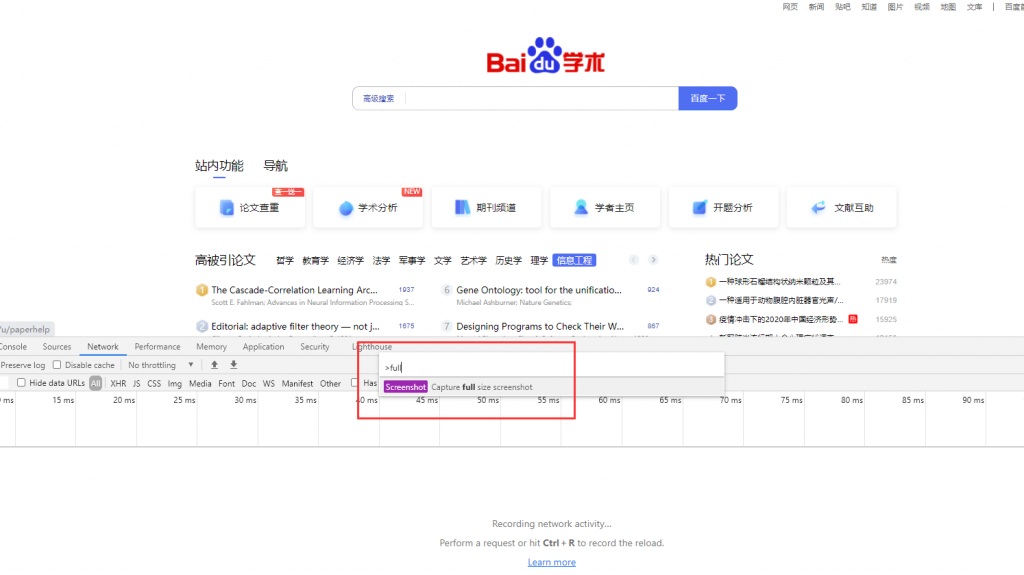 网页 新闻 贴吧 知道 图片 视频 地图 文库 | 百度首
Bai du 学术
高级搜索 百度一下
站内功能 导航
论文查重 NEW 学术分析 期刊频道 学者主页 开题分析 文献互助
高被引论文 哲学 教育学 经济学 法学 军事学 文学 艺术学 历史学 理学 信息工程
热门论文 热度
1 The Cascade-Correlation Learning Arc... 1937
Scott E. Fahlman; Advances in Neural Information Processing S...
6 Gene Ontology: tool for the unificatio... 924
Michael Ashburner; Nature Genetics;
1 一种球形石榴结构状纳米颗粒及其... 23974
2 一种适用于动物腹腔内脏器官光声/... 17919
3 疫情冲击下的2020年中国经济形势... 热 15925
2 Editorial: adaptive filter theory — not j... 1675
7 Designing Programs to Check Their W... 867
/u/paperhelp
Console Sources Network Performance Memory Application Security Lighthouse
Preserve log Disable cache No throttling
Hide data URLs All XHR JS CSS Img Media Font Doc WS Manifest Other Has
>full
Screenshot Capture full size screenshot
ms 15 ms 20 ms 25 ms 30 ms 35 ms 40 ms 45 ms 50 ms 55 ms 60 ms 65 ms 70 ms 75 ms 80 ms 85 ms 90 ms
Recording network activity...
Perform a request or hit Ctrl + R to record the reload.
Learn more